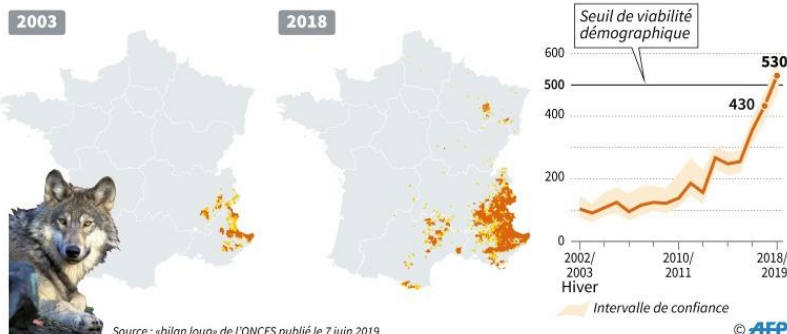 2003
2018
Seuil de viabilité
démographique
600
500
400
200
0
530
430
2002/
2003
2010/
2011
2018/
2019
Hiver
Intervalle de confiance
Source : «bilan loup» de l'ONCFS publié le 7 juin 2019
© AFP